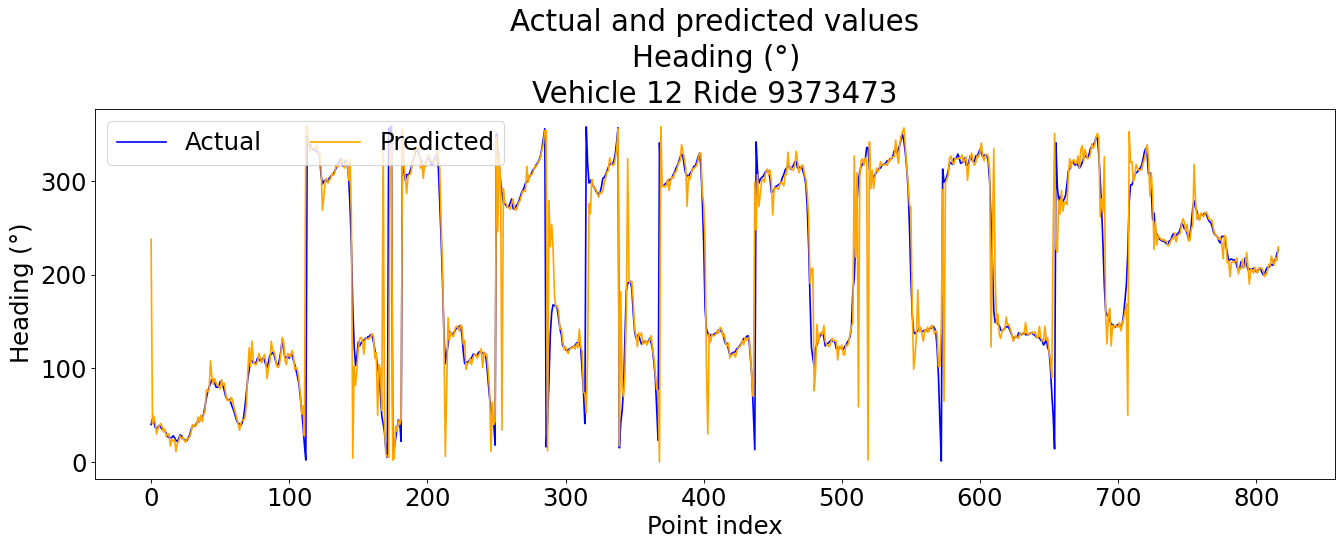 Actual and predicted values
Heading (°)
Vehicle 12 Ride 9373473
Actual Predicted
Heading (°)
300
200
100
0
0 100 200 300 400 500 600 700 800
Point index